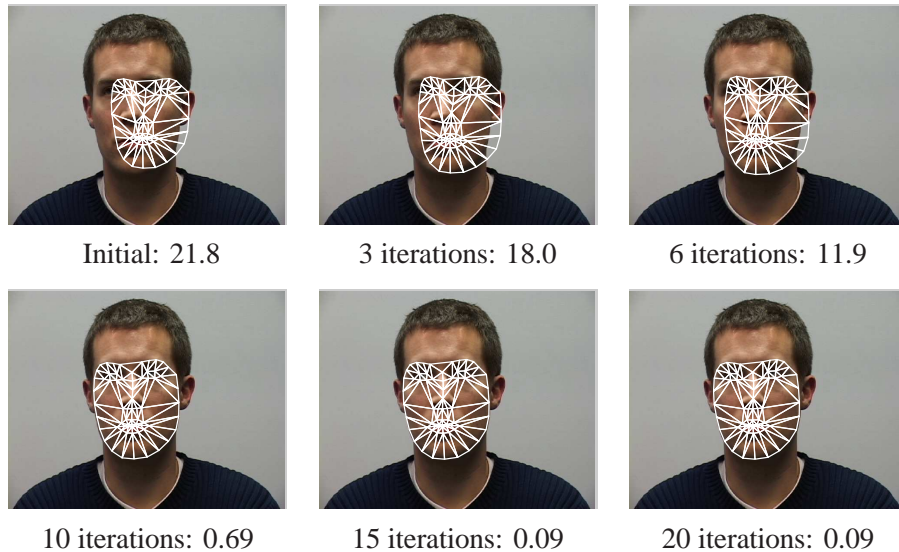 Initial: 21.8
3 iterations: 18.0
6 iterations: 11.9
10 iterations: 0.69
15 iterations: 0.09
20 iterations: 0.09